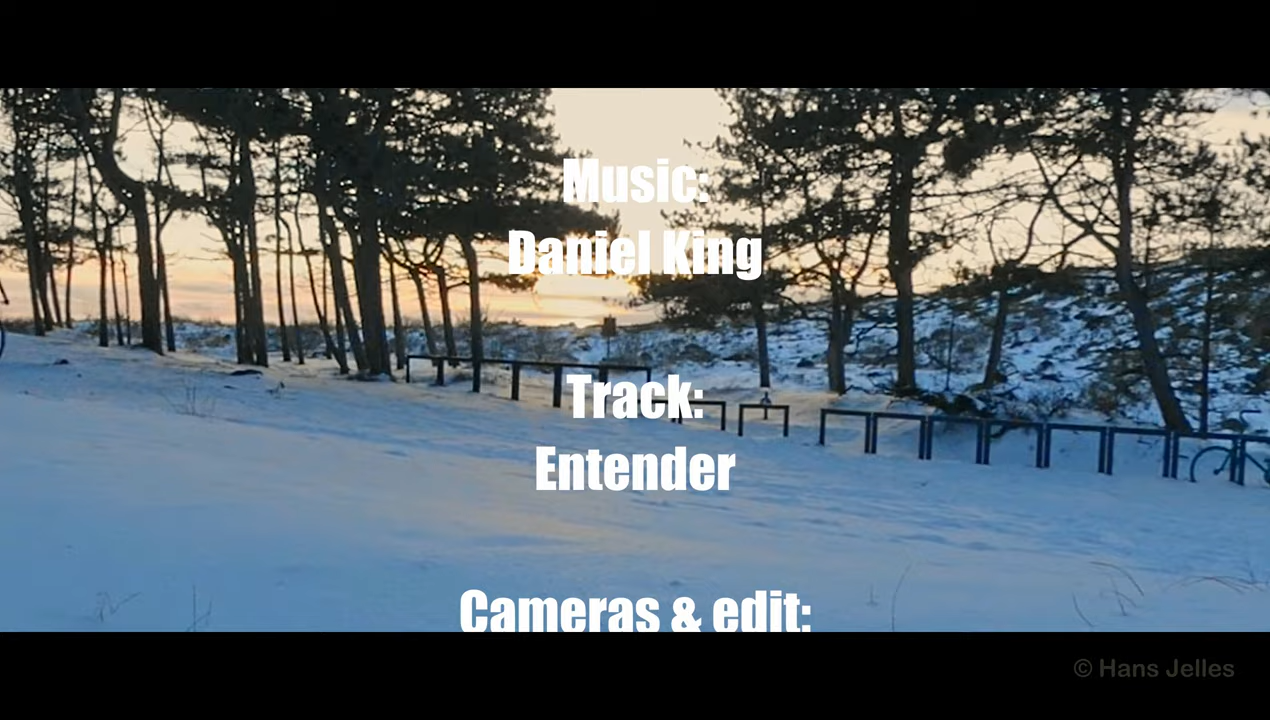 Music:
Daniel King
Track:
Entender
Cameras & edit:
© Hans Jelles